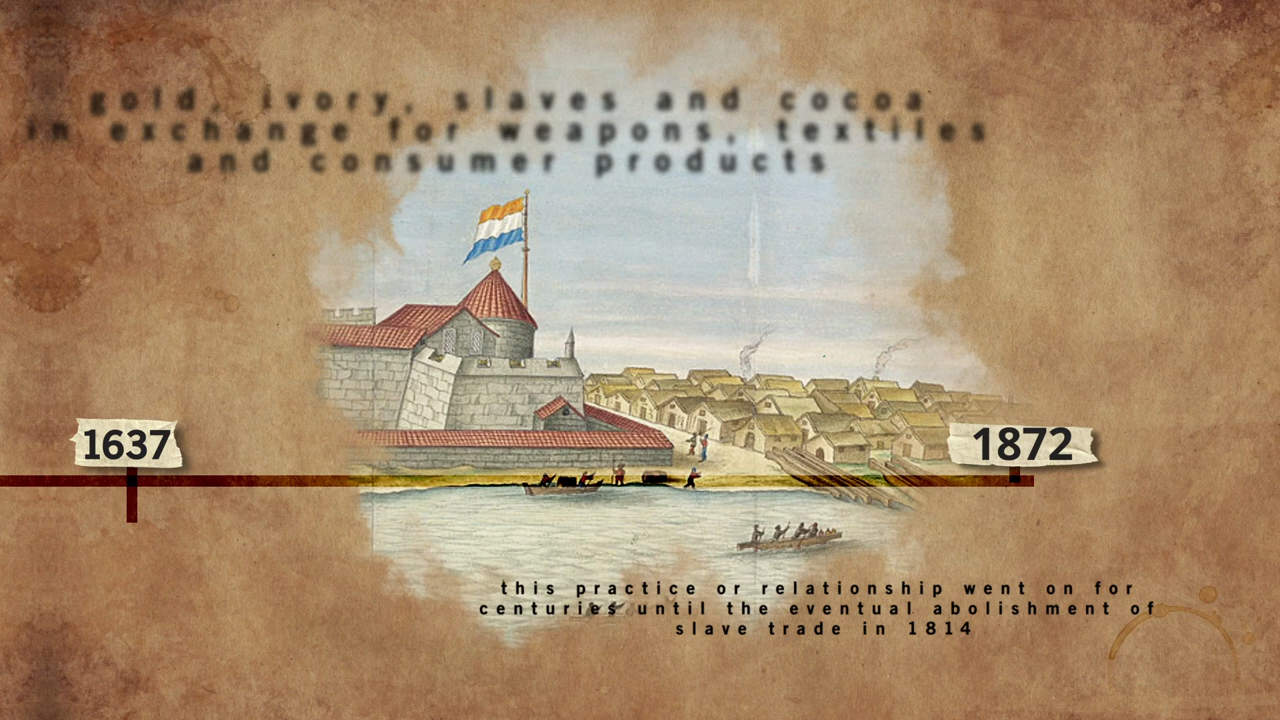 gold, ivory, slaves and cocoa
in exchange for weapons, textiles
and consumer products
1637
1872
this practice or relationship went on for
centuries until the eventual abolishment of
slave trade in 1814